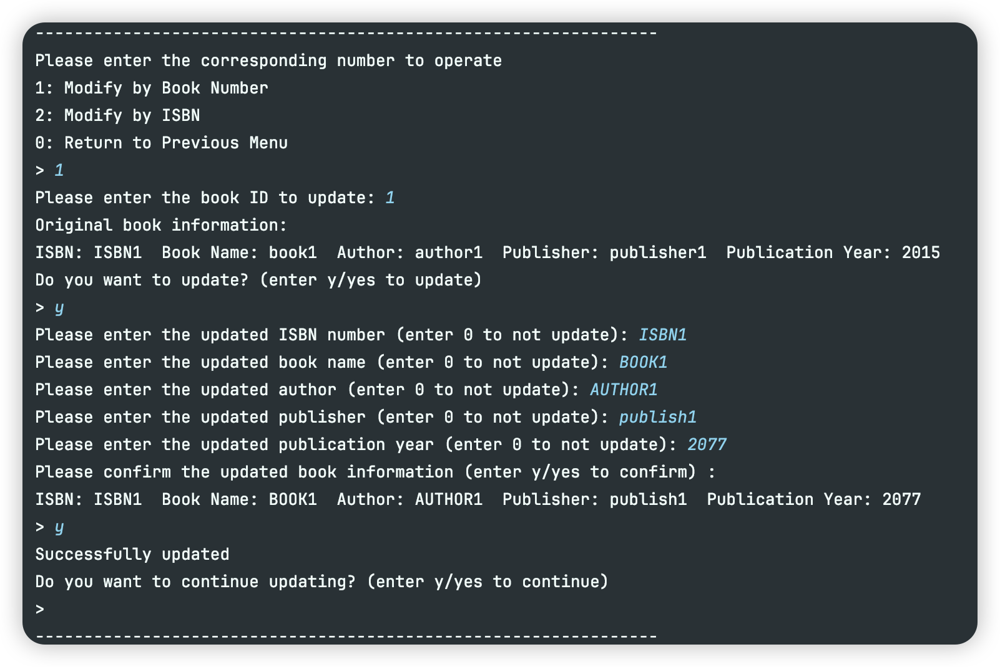 ----------------------------------------------------------------
Please enter the corresponding number to operate
1: Modify by Book Number
2: Modify by ISBN
0: Return to Previous Menu
> 1
Please enter the book ID to update: 1
Original book information:
ISBN: ISBN1  Book Name: book1  Author: author1  Publisher: publisher1  Publication Year: 2015
Do you want to update? (enter y/yes to update)
> y
Please enter the updated ISBN number (enter 0 to not update): ISBN1
Please enter the updated book name (enter 0 to not update): BOOK1
Please enter the updated author (enter 0 to not update): AUTHOR1
Please enter the updated publisher (enter 0 to not update): publish1
Please enter the updated publication year (enter 0 to not update): 2077
Please confirm the updated book information (enter y/yes to confirm) :
ISBN: ISBN1  Book Name: BOOK1  Author: AUTHOR1  Publisher: publish1  Publication Year: 2077
> y
Successfully updated
Do you want to continue updating? (enter y/yes to continue)
>
----------------------------------------------------------------